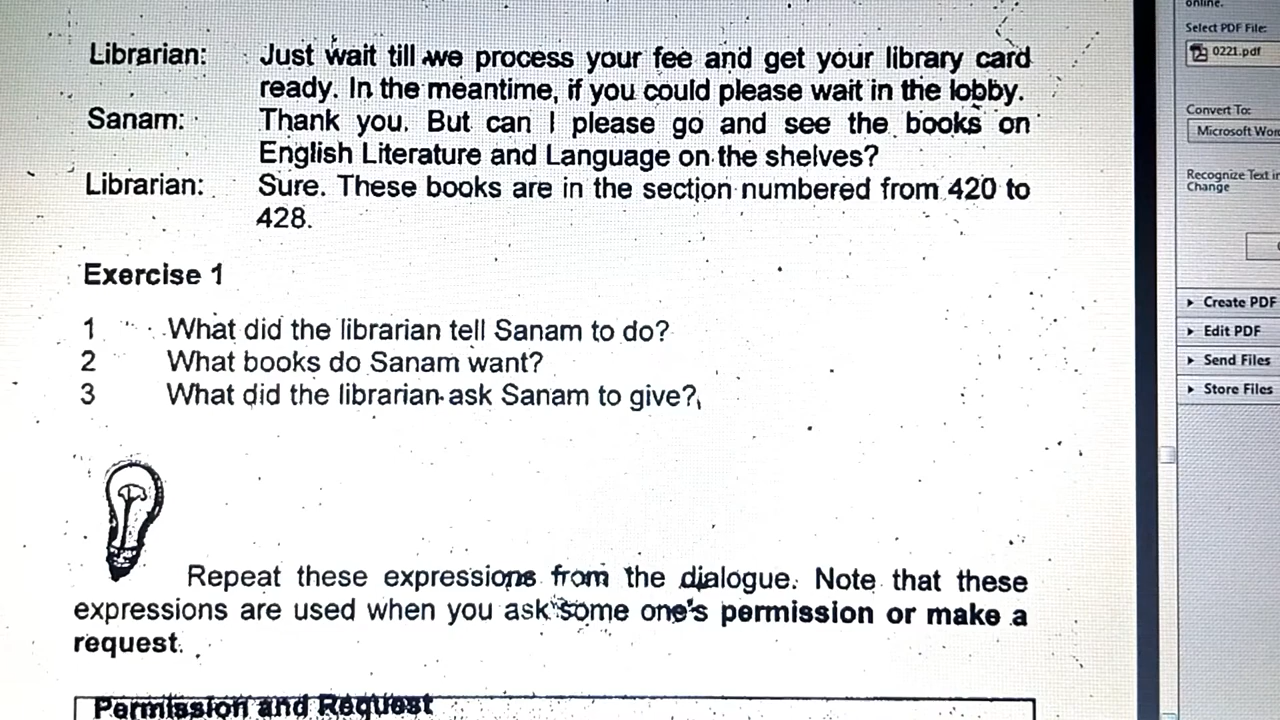 online.
Select PDF File:
0221.pdf
Librarian: Just wait till we process your fee and get your library card
ready. In the meantime, if you could please wait in the lobby.
Sanam: Thank you. But can I please go and see the books on
English Literature and Language on the shelves?
Librarian: Sure. These books are in the section numbered from 420 to
428.
Exercise 1
1 What did the librarian tell Sanam to do?
2 What books do Sanam want?
3 What did the librarian ask Sanam to give?
Repeat these expressions from the dialogue. Note that these
expressions are used when you ask some one's permission or make a
request.
Permission and Request
Convert To:
Microsoft Wor
Recognize Text in
Change
Create PDF
Edit PDF
Send Files
Store Files